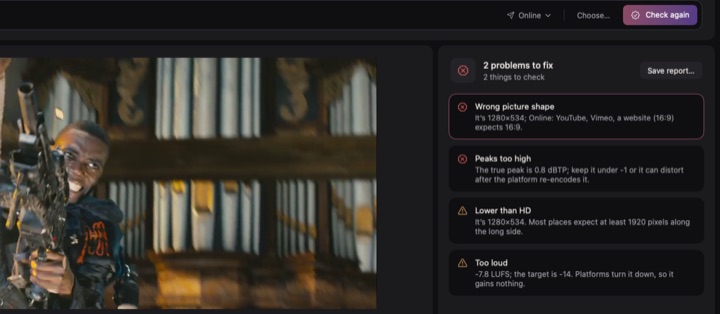 Online
Choose...
Check again
2 problems to fix
2 things to check
Save report...
Wrong picture shape
It's 1280×534; Online: YouTube, Vimeo, a website (16:9)
expects 16:9.
Peaks too high
The true peak is 0.8 dBTP; keep it under -1 or it can distort
after the platform re-encodes it.
Lower than HD
It's 1280×534. Most places expect at least 1920 pixels along
the long side.
Too loud
-7.8 LUFS; the target is -14. Platforms turn it down, so it
gains nothing.